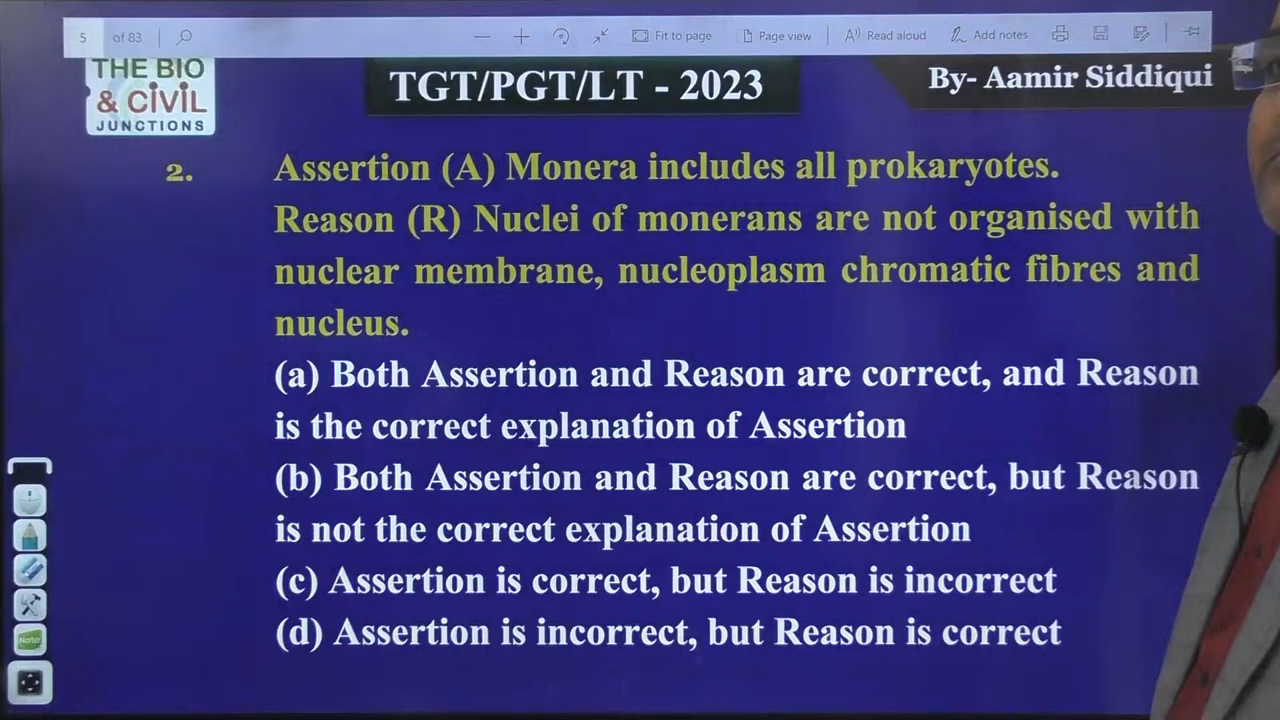 5 of 83 Fit to page Page view Read aloud Add notes
THE BIO
& CIVIL
JUNCTIONS
TGT/PGT/LT - 2023
By- Aamir Siddiqui
2. Assertion (A) Monera includes all prokaryotes.
Reason (R) Nuclei of monerans are not organised with
nuclear membrane, nucleoplasm chromatic fibres and
nucleus.
(a) Both Assertion and Reason are correct, and Reason
is the correct explanation of Assertion
(b) Both Assertion and Reason are correct, but Reason
is not the correct explanation of Assertion
(c) Assertion is correct, but Reason is incorrect
(d) Assertion is incorrect, but Reason is correct
Note